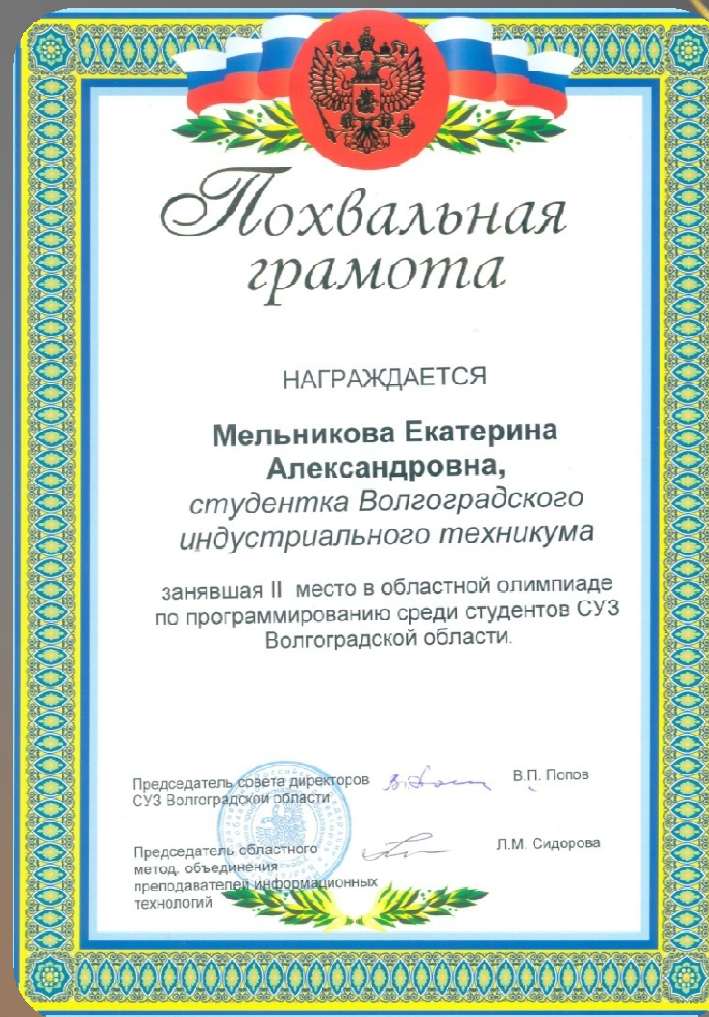 Похвальная
грамота
НАГРАЖДАЕТСЯ
Мельникова Екатерина
Александровна,
студентка Волгоградского
индустриального техникума
занявшая II место в областной олимпиаде
по программированию среди студентов СУЗ
Волгоградской области.
Председатель совета директоров
СУЗ Волгоградской области
В.П. Попов
Председатель областного
метод, объединения
преподавателей информационных
технологий
Л.М. Сидорова